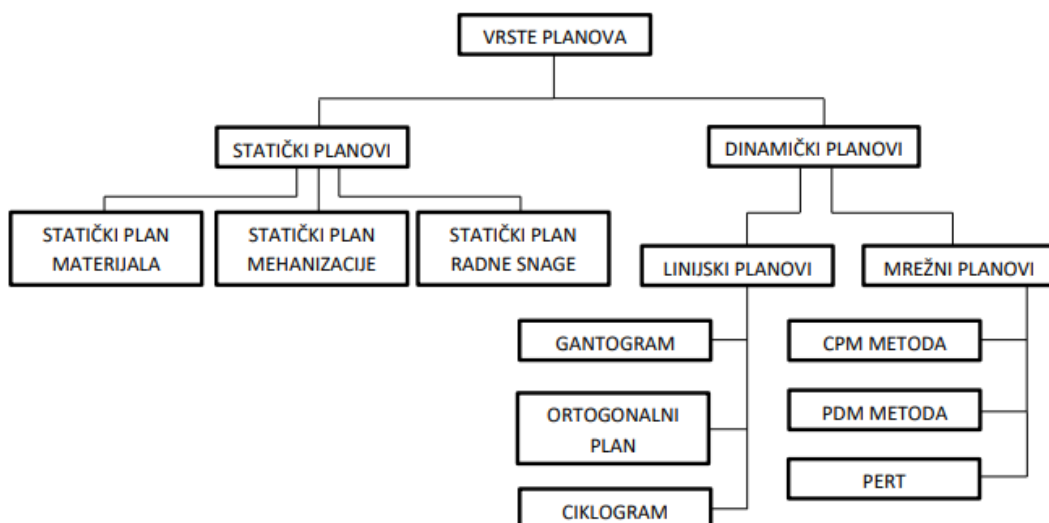 VRSTE PLANOVA
STATIČKI PLANOVI
DINAMIČKI PLANOVI
STATIČKI PLAN
MATERIJALA
STATIČKI PLAN
MEHANIZACIJE
STATIČKI PLAN
RADNE SNAGE
LINIJSKI PLANOVI
MREŽNI PLANOVI
GANTOGRAM
CPM METODA
ORTOGONALNI
PLAN
PDM METODA
PERT
CIKLOGRAM